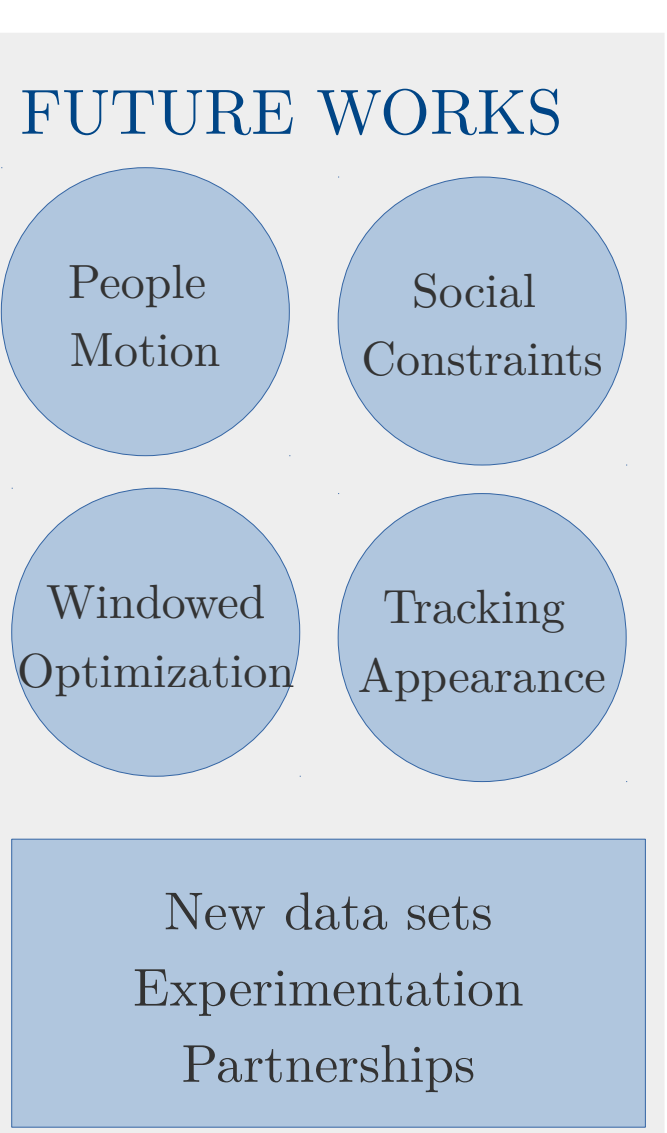 FUTURE WORKS
People
Motion
Social
Constraints
Windowed
Optimization
Tracking
Appearance
New data sets
Experimentation
Partnerships